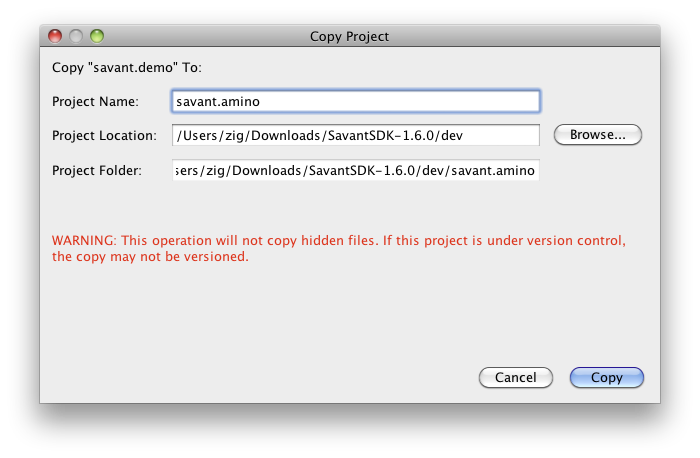 Copy Project
Copy "savant.demo" To:
Project Name: savant.amino
Project Location: /Users/zig/Downloads/SavantSDK-1.6.0/dev Browse...
Project Folder: sers/zig/Downloads/SavantSDK-1.6.0/dev/savant.amino
WARNING: This operation will not copy hidden files. If this project is under version control,
the copy may not be versioned.
Cancel Copy